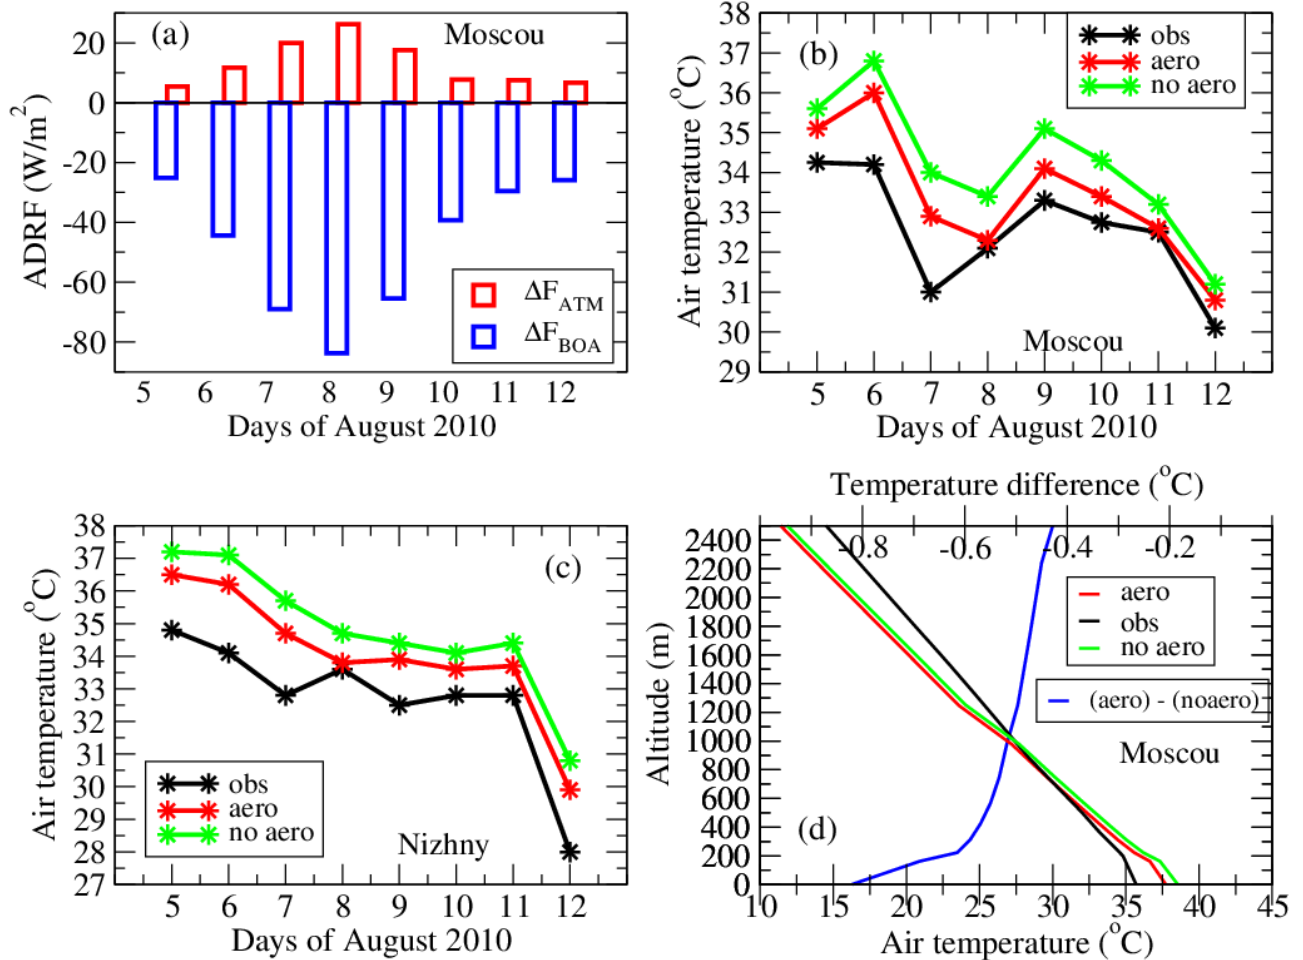 (a)
Moscou
20
0
-20
-40
-60
-80
ADRF (W/m²)
ΔF_ATM
ΔF_BOA
5 6 7 8 9 10 11 12
Days of August 2010
(b)
obs
aero
no aero
38
37
36
35
34
33
32
31
30
29
Air temperature (°C)
Moscou
5 6 7 8 9 10 11 12
Days of August 2010
(c)
38
37
36
35
34
33
32
31
30
29
28
27
Air temperature (°C)
obs
aero
no aero
Nizhny
5 6 7 8 9 10 11 12
Days of August 2010
Temperature difference (°C)
-0.8 -0.6 -0.4 -0.2
2400
2200
2000
1800
1600
1400
1200
1000
800
600
400
200
0
Altitude (m)
aero
obs
no aero
(aero) - (noaero)
Moscou
(d)
10 15 20 25 30 35 40 45
Air temperature (°C)